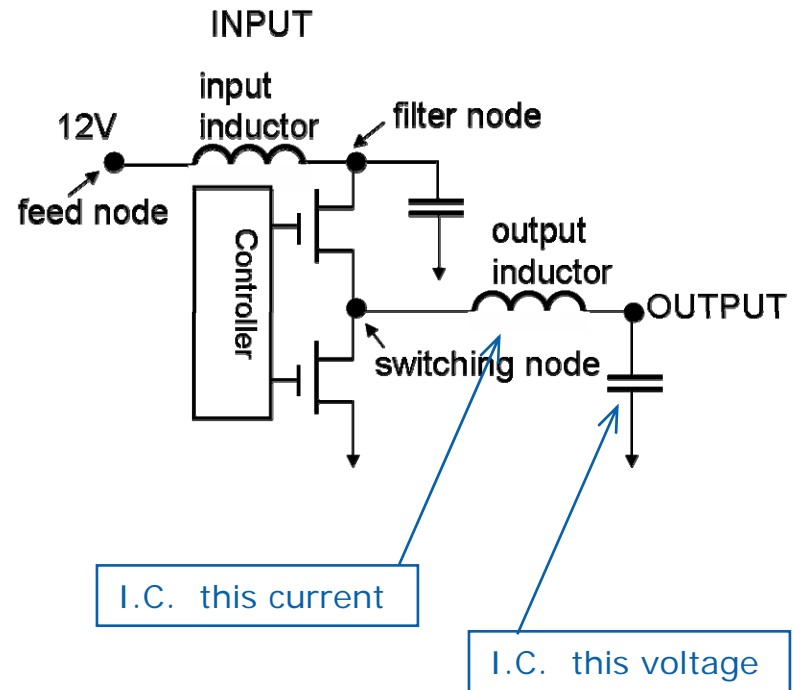 INPUT
input
inductor
12V
filter node
feed node
Controller
output
inductor
OUTPUT
switching node
I.C. this current
I.C. this voltage